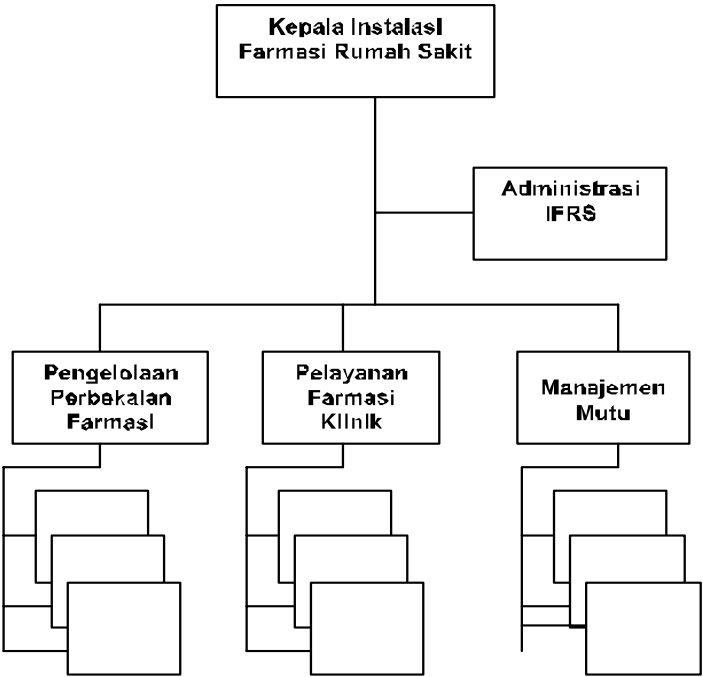 Kepala Instalasi
Farmasi Rumah Sakit
Administrasi
IFRS
Pengelolaan
Perbekalan
Farmasi
Pelayanan
Farmasi
Klinik
Manajemen
Mutu